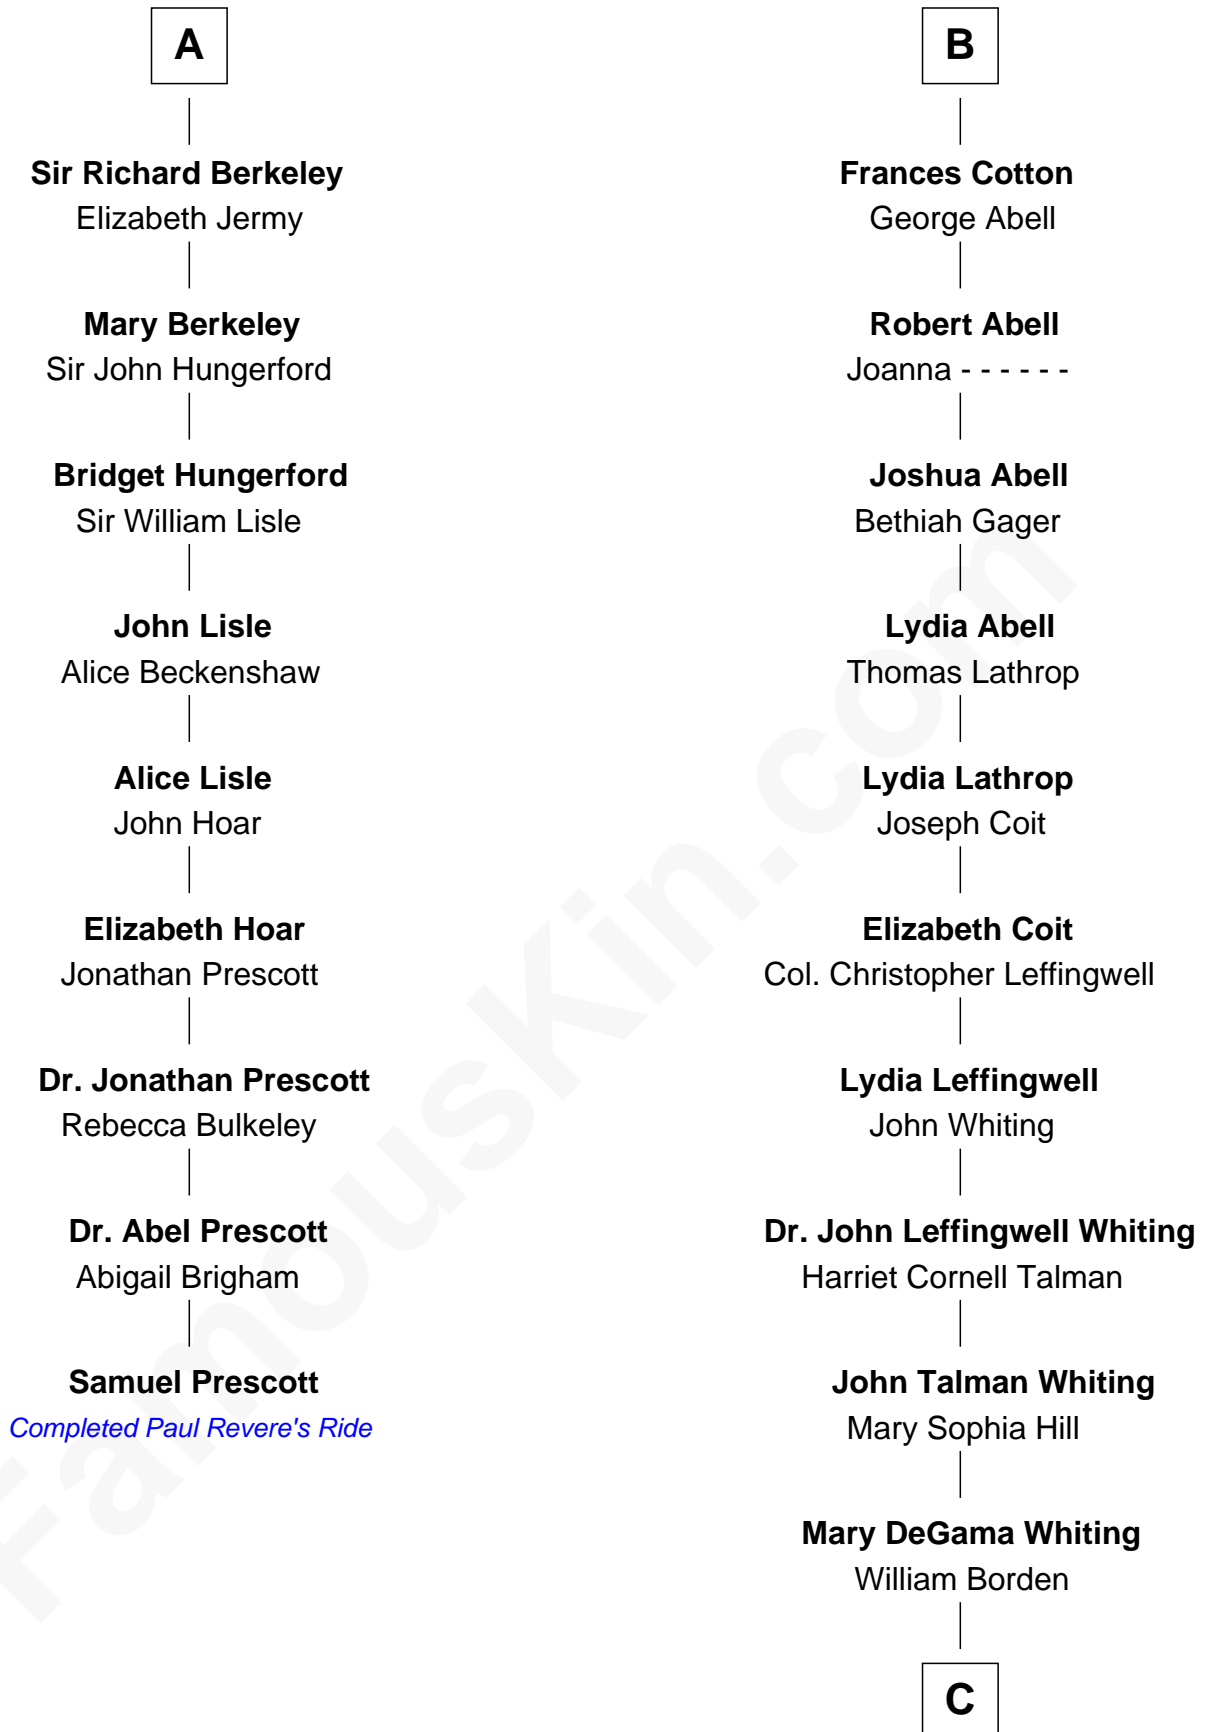 A
Sir Richard Berkeley
Elizabeth Jermy
Mary Berkeley
Sir John Hungerford
Bridget Hungerford
Sir William Lisle
John Lisle
Alice Beckenshaw
Alice Lisle
John Hoar
Elizabeth Hoar
Jonathan Prescott
Dr. Jonathan Prescott
Rebecca Bulkeley
Dr. Abel Prescott
Abigail Brigham
Samuel Prescott
Completed Paul Revere's Ride
B
Frances Cotton
George Abell
Robert Abell
Joanna - - - - - -
Joshua Abell
Bethiah Gager
Lydia Abell
Thomas Lathrop
Lydia Lathrop
Joseph Coit
Elizabeth Coit
Col. Christopher Leffingwell
Lydia Leffingwell
John Whiting
Dr. John Leffingwell Whiting
Harriet Cornell Talman
John Talman Whiting
Mary Sophia Hill
Mary DeGama Whiting
William Borden
C
FamousKin.com